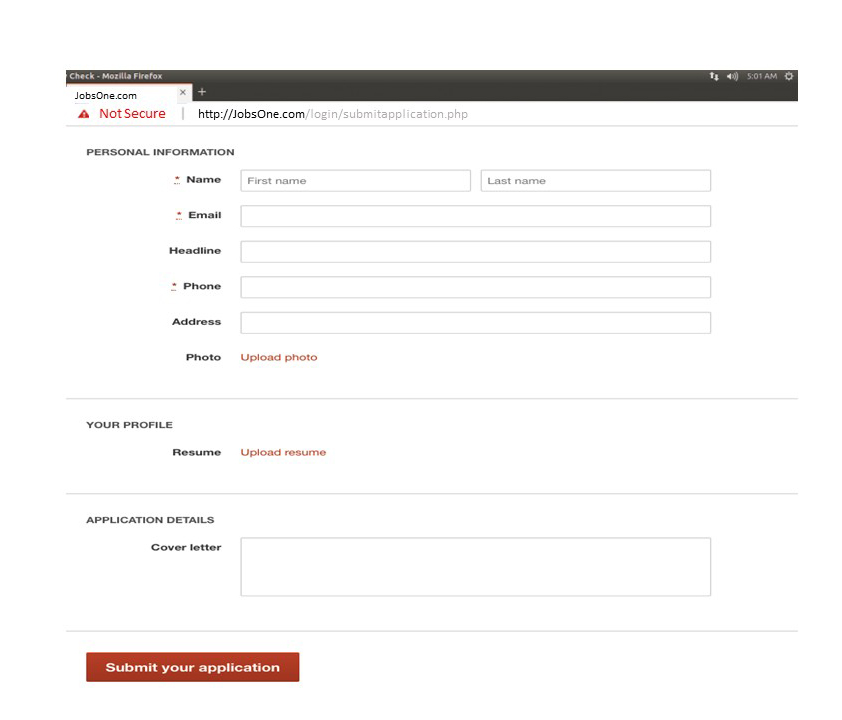 Check - Mozilla Firefox 5:01 AM
JobsOne.com × +
Not Secure | http://JobsOne.com/login/submitapplication.php
PERSONAL INFORMATION
* Name First name Last name
* Email
Headline
* Phone
Address
Photo Upload photo
YOUR PROFILE
Resume Upload resume
APPLICATION DETAILS
Cover letter
Submit your application